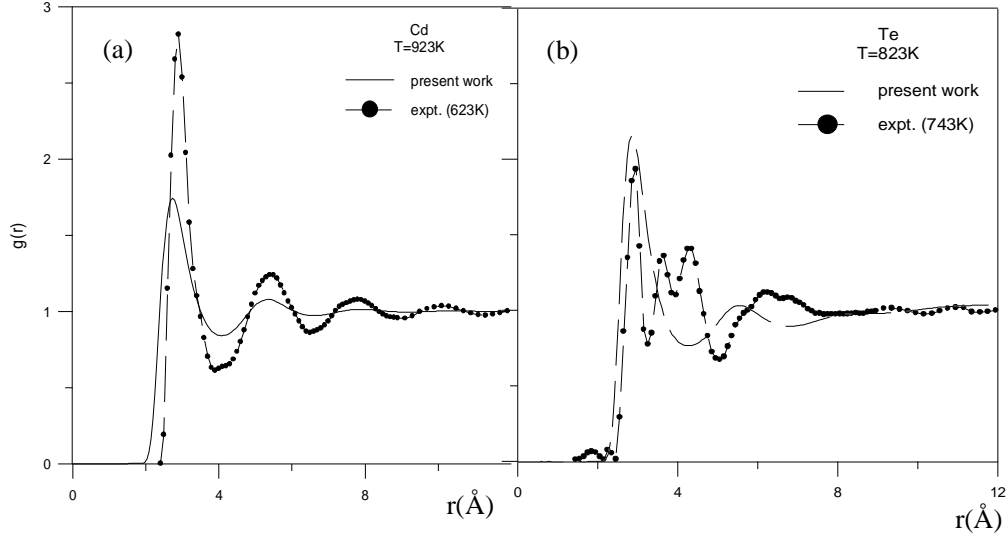 3
2
1
0
g(r)
(a)
Cd
T=923K
present work
expt. (623K)
0
4
8
r(Å)
(b)
Te
T=823K
present work
expt. (743K)
0
4
8
12
r(Å)